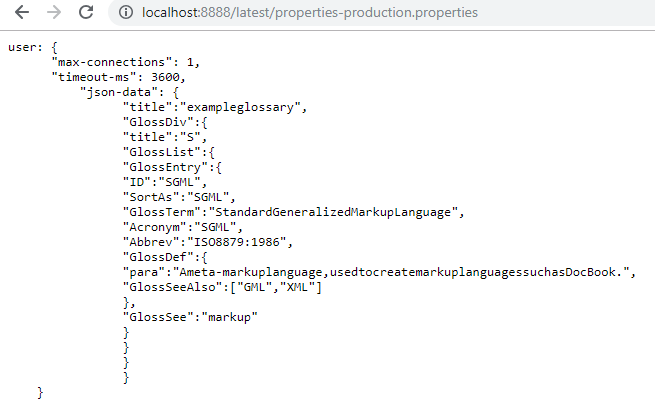 localhost:8888/latest/properties-production.properties
user: {
"max-connections": 1,
"timeout-ms": 3600,
"json-data": {
"title":"exampleglossary",
"GlossDiv":{
"title":"S",
"GlossList":{
"GlossEntry":{
"ID":"SGML",
"SortAs":"SGML",
"GlossTerm":"StandardGeneralizedMarkupLanguage",
"Acronym":"SGML",
"Abbrev":"ISO8879:1986",
"GlossDef":{
"para":"Ameta-markuplanguage,usedtocreatemarkuplanguagessuchasDocBook.",
"GlossSeeAlso":["GML","XML"]
},
"GlossSee":"markup"
}
}
}
}
}